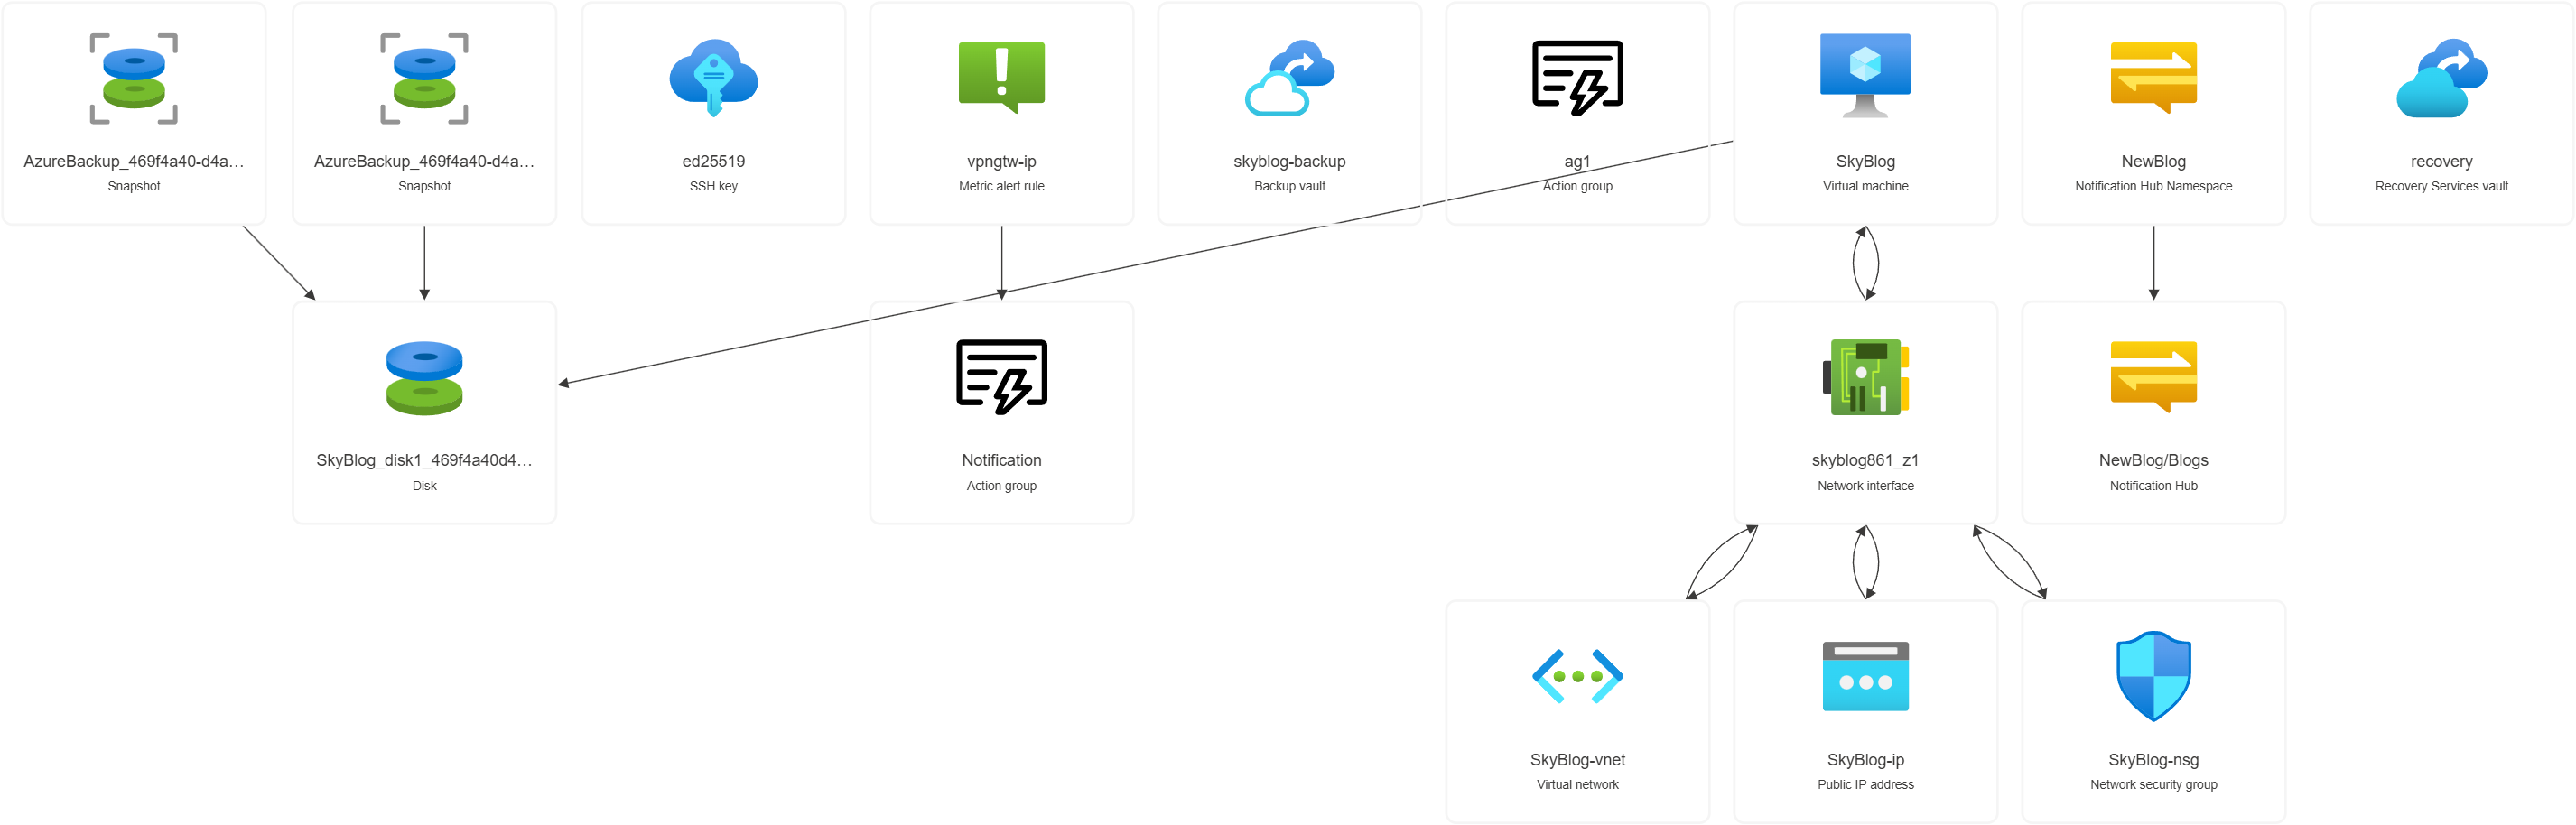 AzureBackup_469f4a40-d4a…
Snapshot
AzureBackup_469f4a40-d4a…
Snapshot
ed25519
SSH key
vpngtw-ip
Metric alert rule
skyblog-backup
Backup vault
ag1
Action group
SkyBlog
Virtual machine
NewBlog
Notification Hub Namespace
recovery
Recovery Services vault
SkyBlog_disk1_469f4a40d4…
Disk
Notification
Action group
skyblog861_z1
Network interface
NewBlog/Blogs
Notification Hub
SkyBlog-vnet
Virtual network
SkyBlog-ip
Public IP address
SkyBlog-nsg
Network security group